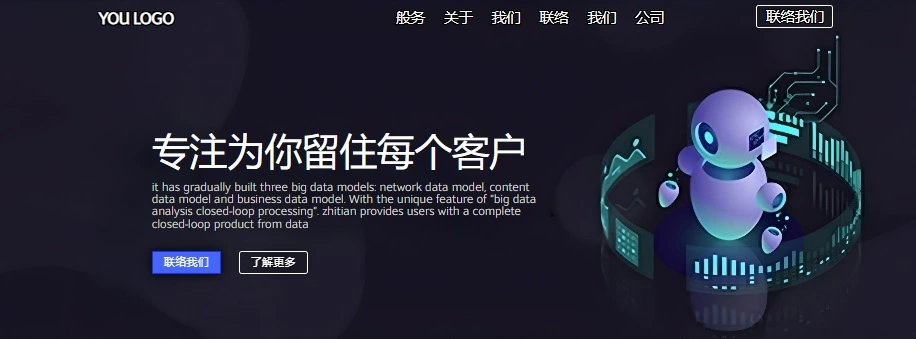 YOU LOGO
般务 关于 我们 联络 我们 公司
联络我们
专注为你留住每个客户
it has gradually built three big data models: network data model, content
data model and business data model. With the unique feature of "big data
analysis closed-loop processing". zhitian provides users with a complete
closed-loop product from data
联络我们 了解更多